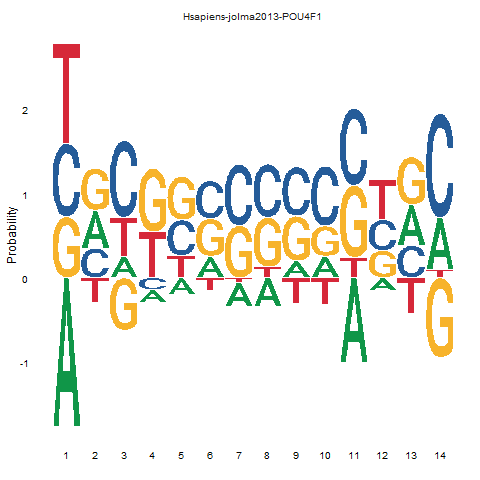 Hsapiens-jolma2013-POU4F1
Probability
2
1
0
-1
T G C G G C C C C C C T G C
C A T T C G G G G G G C A A
G C A C T A T T A A T G C T
A T G A A T A A T T A A T G
1 2 3 4 5 6 7 8 9 10 11 12 13 14